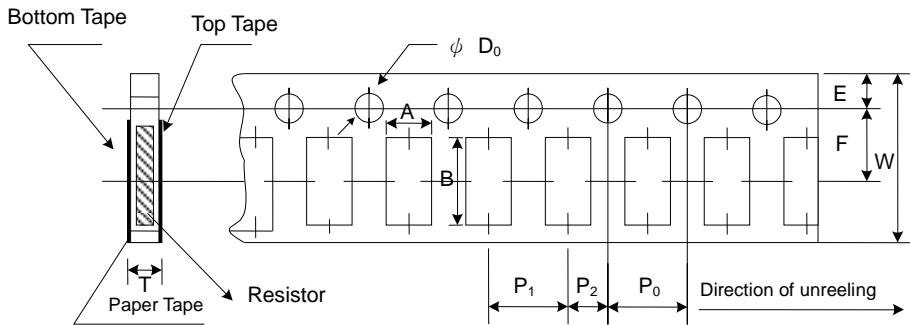 Bottom Tape
Top Tape
ψ D₀
A
B
E
F
W
T
Paper Tape
Resistor
P₁
P₂
P₀
Direction of unreeling